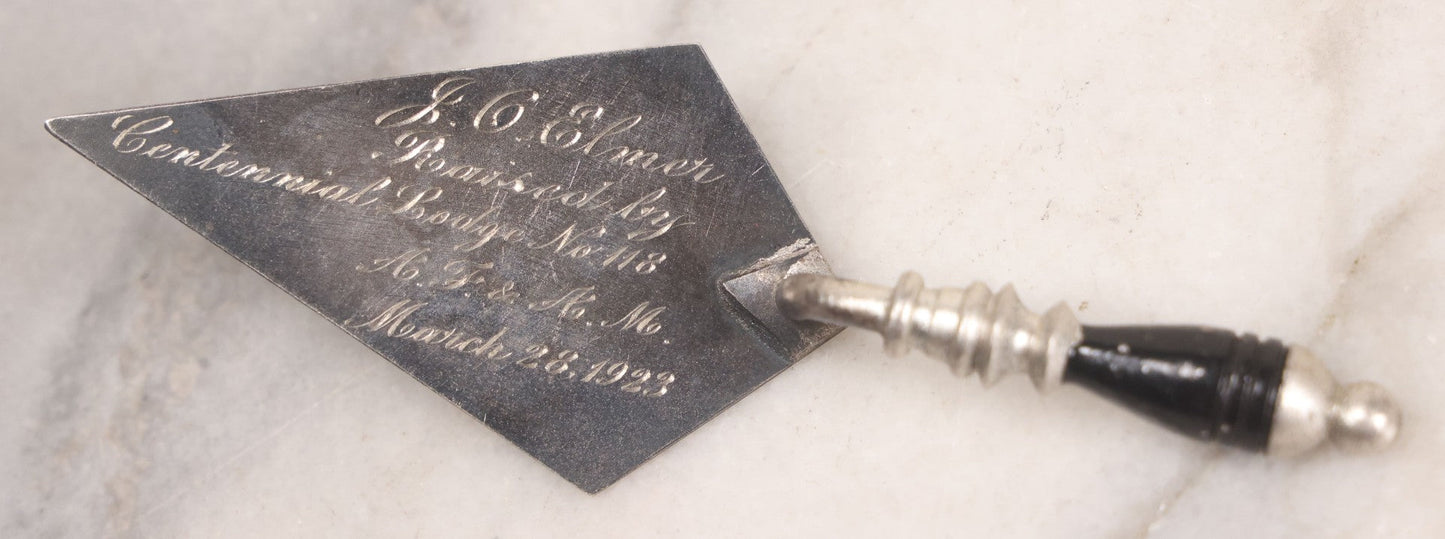 J. C. Elmer
Raised by
Centennial Lodge No 118
A. F. & A. M.
March 28. 1923